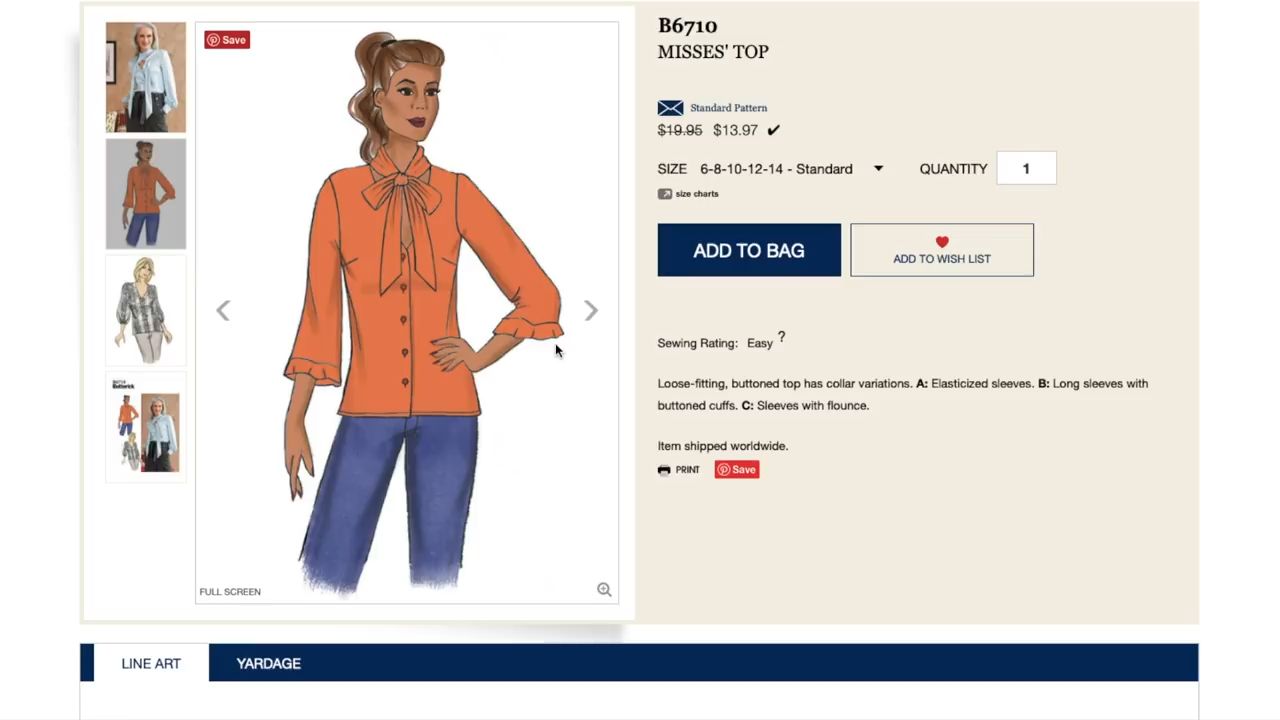 Save
B6710
MISSES' TOP
Standard Pattern
$19.95 $13.97 ✔
SIZE 6-8-10-12-14 - Standard QUANTITY 1
size charts
ADD TO BAG
ADD TO WISH LIST
Sewing Rating: Easy ?
Loose-fitting, buttoned top has collar variations. A: Elasticized sleeves. B: Long sleeves with
buttoned cuffs. C: Sleeves with flounce.
Item shipped worldwide.
PRINT Save
Butterick
FULL SCREEN
LINE ART YARDAGE